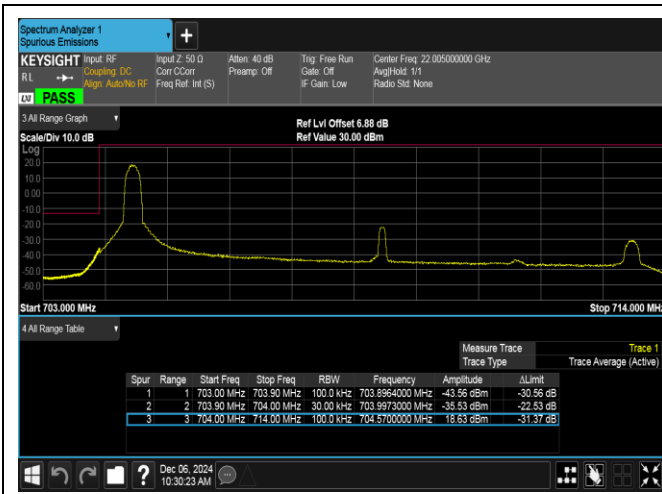 Spectrum Analyzer 1
Spurious Emissions
+
KEYSIGHT Input: RF Input Z: 50 Ω Atten: 40 dB Trig: Free Run Center Freq: 22.005000000 GHz
RL Coupling: DC Corr CCorr Preamp: Off Gate: Off Avg|Hold: 1/1
Align: Auto/No RF Freq Ref: Int (S) IF Gain: Low Radio Std: None
LXI PASS
3 All Range Graph
Ref Lvl Offset 6.88 dB
Scale/Div 10.0 dB Ref Value 30.00 dBm
Log
20.0
10.0
0.00
-10.0
-20.0
-30.0
-40.0
-50.0
-60.0
Start 703.000 MHz Stop 714.000 MHz
4 All Range Table
Measure Trace Trace 1
Trace Type Trace Average (Active)
Spur Range Start Freq Stop Freq RBW Frequency Amplitude ΔLimit
1 1 703.00 MHz 703.90 MHz 100.0 kHz 703.8964000 MHz -43.56 dBm -30.56 dB
2 2 703.90 MHz 704.00 MHz 30.00 kHz 703.9973000 MHz -35.53 dBm -22.53 dB
3 3 704.00 MHz 714.00 MHz 100.0 kHz 704.5700000 MHz 18.63 dBm -31.37 dB
? Dec 06, 2024
10:30:23 AM